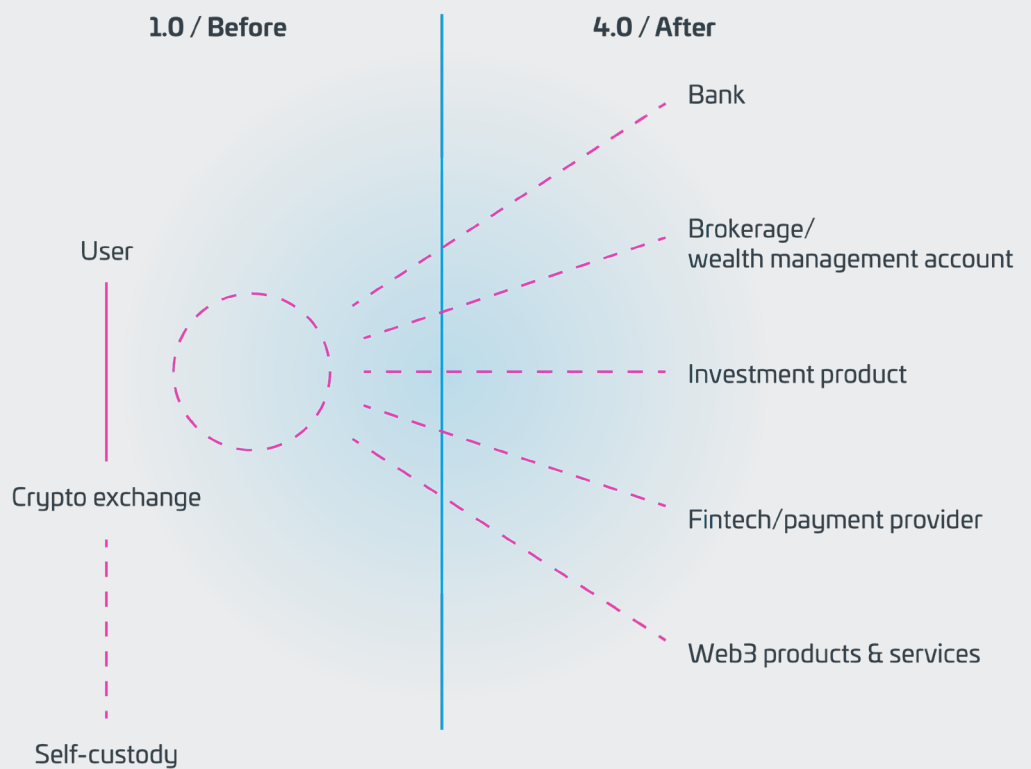 1.0 / Before
4.0 / After
User
Crypto exchange
Self-custody
Bank
Brokerage/
wealth management account
Investment product
Fintech/payment provider
Web3 products & services